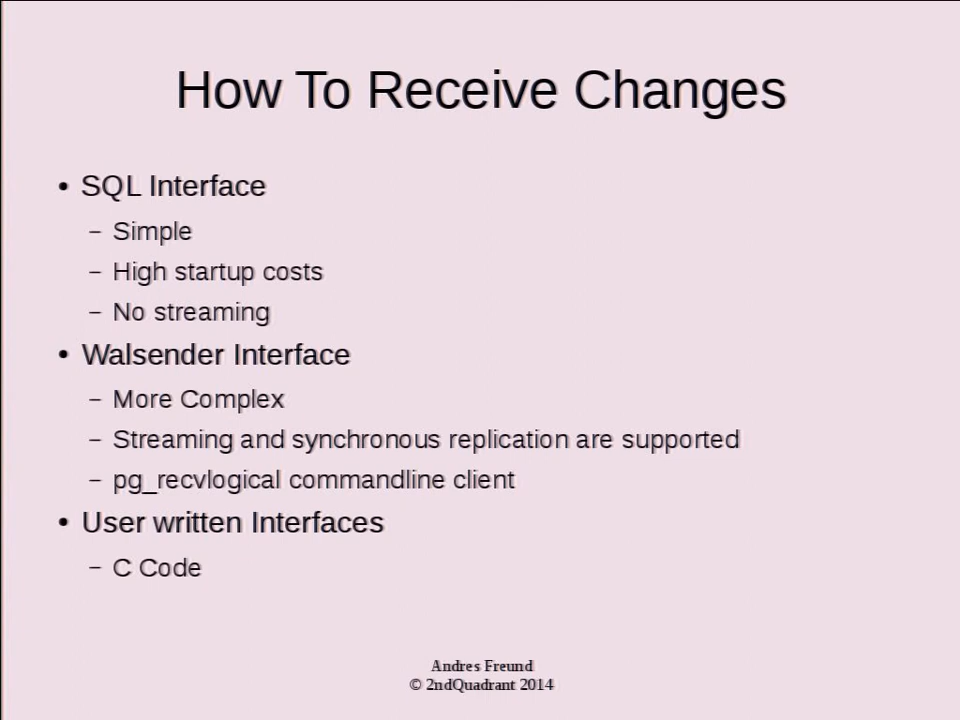 How To Receive Changes
• SQL Interface
– Simple
– High startup costs
– No streaming
• Walsender Interface
– More Complex
– Streaming and synchronous replication are supported
– pg_recvlogical commandline client
• User written Interfaces
– C Code
Andres Freund
© 2ndQuadrant 2014